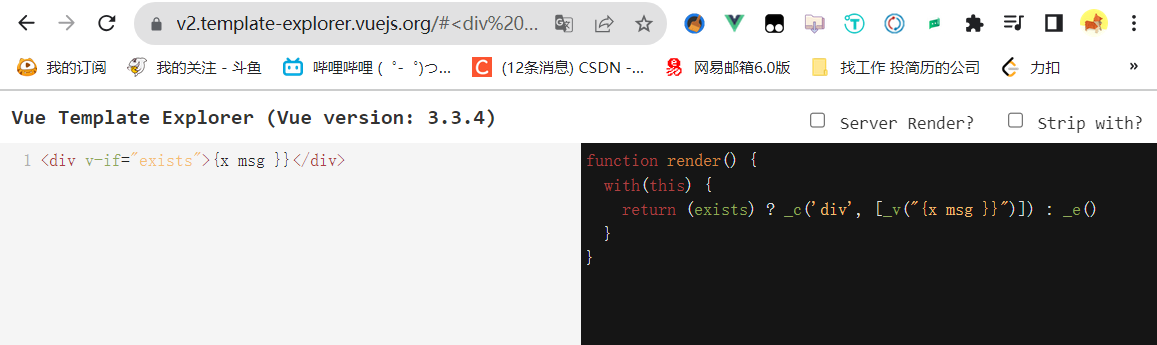 v2.template-explorer.vuejs.org/#<div%20...
我的订阅 我的关注 - 斗鱼 哔哩哔哩 ( ゜- ゜)つ... C (12条消息) CSDN -... 网易邮箱6.0版 找工作 投简历的公司 力扣 »
Vue Template Explorer (Vue version: 3.3.4) Server Render? Strip with?
1 <div v-if="exists">{x msg }}</div>
function render() {
with(this) {
return (exists) ? _c('div', [_v("{x msg }}")]) : _e()
}
}